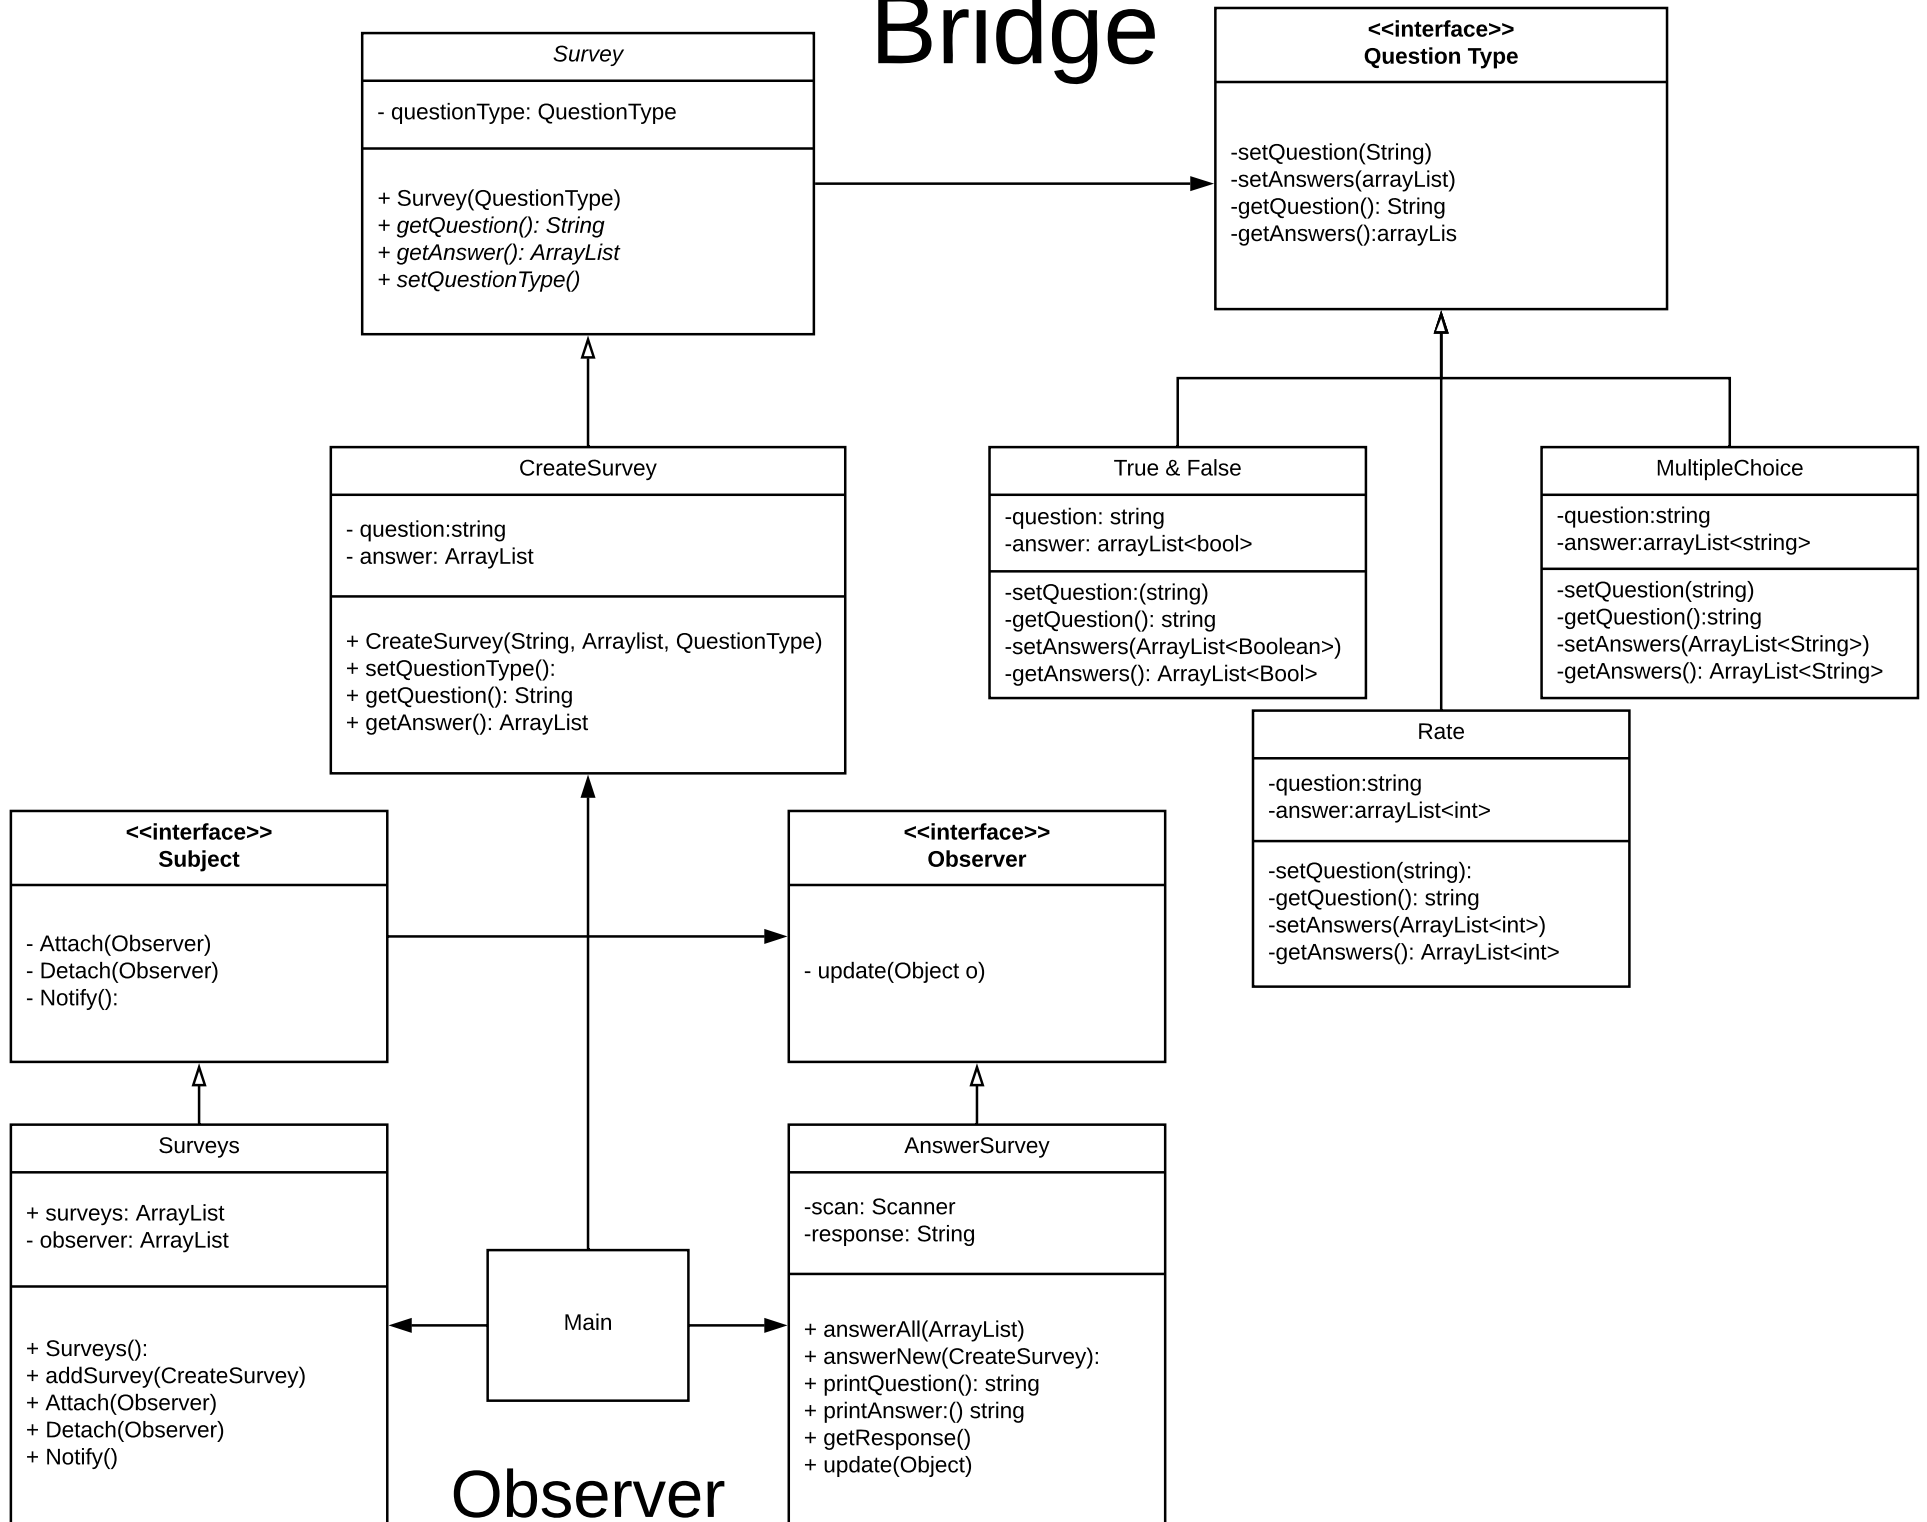 Bridge
Survey
- questionType: QuestionType
+ Survey(QuestionType)
+ getQuestion(): String
+ getAnswer(): ArrayList
+ setQuestionType()
<<interface>>
Question Type
-setQuestion(String)
-setAnswers(arrayList)
-getQuestion(): String
-getAnswers():arrayLis
CreateSurvey
- question:string
- answer: ArrayList
+ CreateSurvey(String, Arraylist, QuestionType)
+ setQuestionType():
+ getQuestion(): String
+ getAnswer(): ArrayList
True & False
-question: string
-answer: arrayList<bool>
-setQuestion:(string)
-getQuestion(): string
-setAnswers(ArrayList<Boolean>)
-getAnswers(): ArrayList<Bool>
MultipleChoice
-question:string
-answer:arrayList<string>
-setQuestion(string)
-getQuestion():string
-setAnswers(ArrayList<String>)
-getAnswers(): ArrayList<String>
Rate
-question:string
-answer:arrayList<int>
-setQuestion(string):
-getQuestion(): string
-setAnswers(ArrayList<int>)
-getAnswers(): ArrayList<int>
<<interface>>
Subject
- Attach(Observer)
- Detach(Observer)
- Notify():
<<interface>>
Observer
- update(Object o)
Surveys
+ surveys: ArrayList
- observer: ArrayList
+ Surveys():
+ addSurvey(CreateSurvey)
+ Attach(Observer)
+ Detach(Observer)
+ Notify()
Main
AnswerSurvey
-scan: Scanner
-response: String
+ answerAll(ArrayList)
+ answerNew(CreateSurvey):
+ printQuestion(): string
+ printAnswer:() string
+ getResponse()
+ update(Object)
Observer